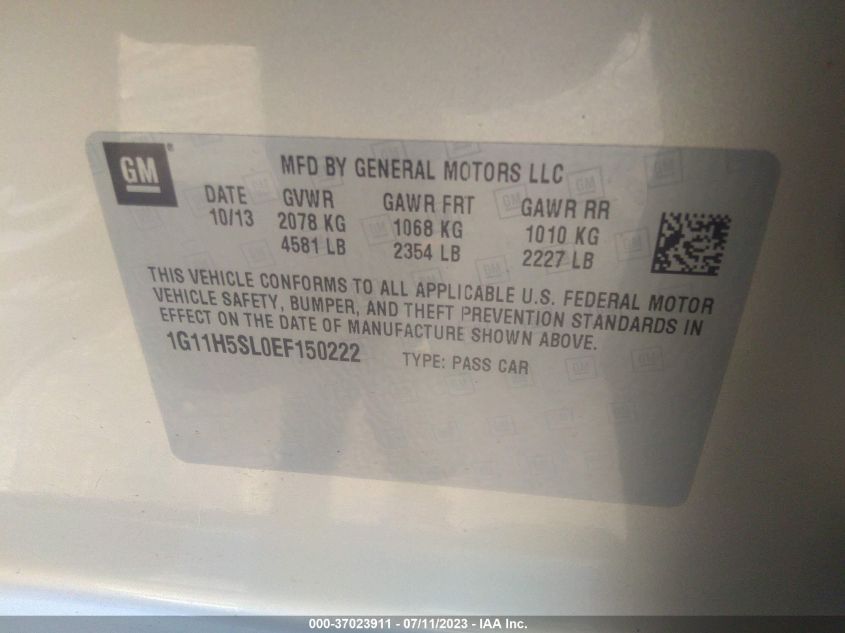 GM®
MFD BY GENERAL MOTORS LLC
DATE GVWR GAWR FRT GAWR RR
10/13 2078 KG 1068 KG 1010 KG
4581 LB 2354 LB 2227 LB
THIS VEHICLE CONFORMS TO ALL APPLICABLE U.S. FEDERAL MOTOR
VEHICLE SAFETY, BUMPER, AND THEFT PREVENTION STANDARDS IN
EFFECT ON THE DATE OF MANUFACTURE SHOWN ABOVE.
1G11H5SL0EF150222 TYPE: PASS CAR
000-37023911 - 07/11/2023 - IAA Inc.